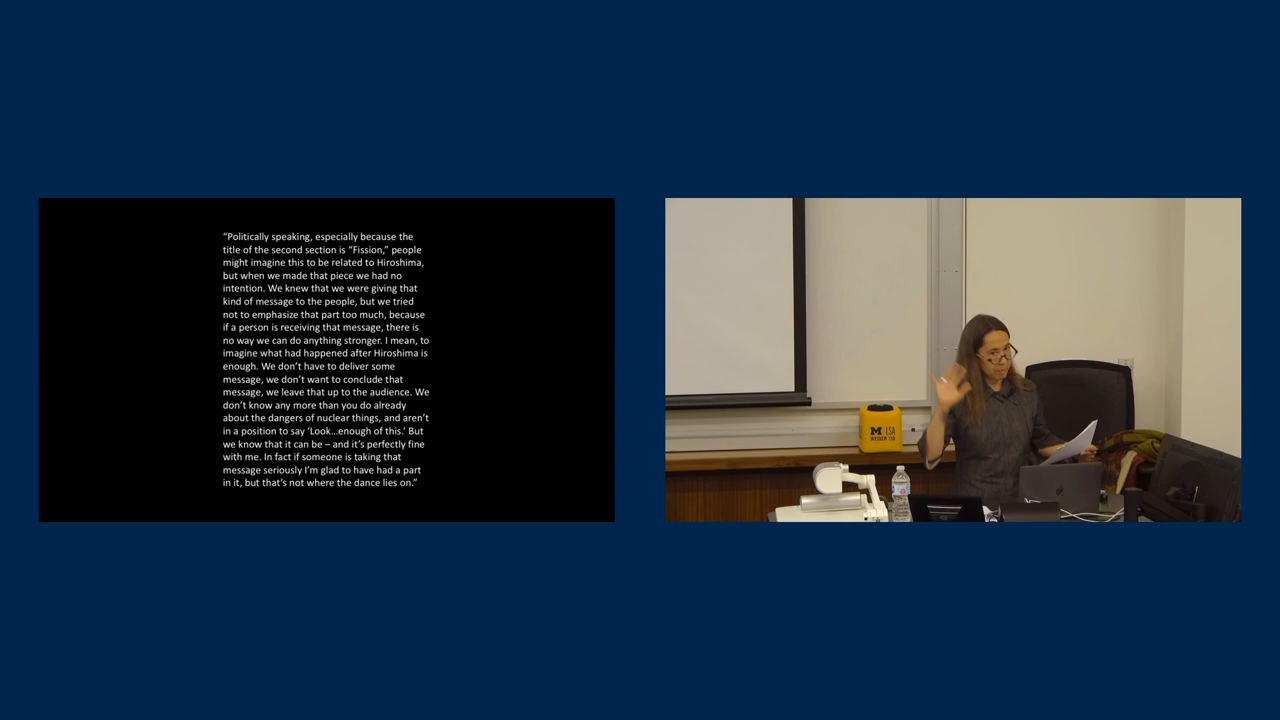 “Politically speaking, especially because the
title of the second section is “Fission,” people
might imagine this to be related to Hiroshima,
but when we made that piece we had no
intention. We knew that we were giving that
kind of message to the people, but we tried
not to emphasize that part too much, because
if a person is receiving that message, there is
no way we can do anything stronger. I mean, to
imagine what had happened after Hiroshima is
enough. We don’t have to deliver some
message, we don’t want to conclude that
message, we leave that up to the audience. We
don’t know any more than you do already
about the dangers of nuclear things, and aren’t
in a position to say ‘Look…enough of this.’ But
we know that it can be – and it’s perfectly fine
with me. In fact if someone is taking that
message seriously I’m glad to have had a part
in it, but that’s not where the dance lies on.”
M LSA
WEISER 110